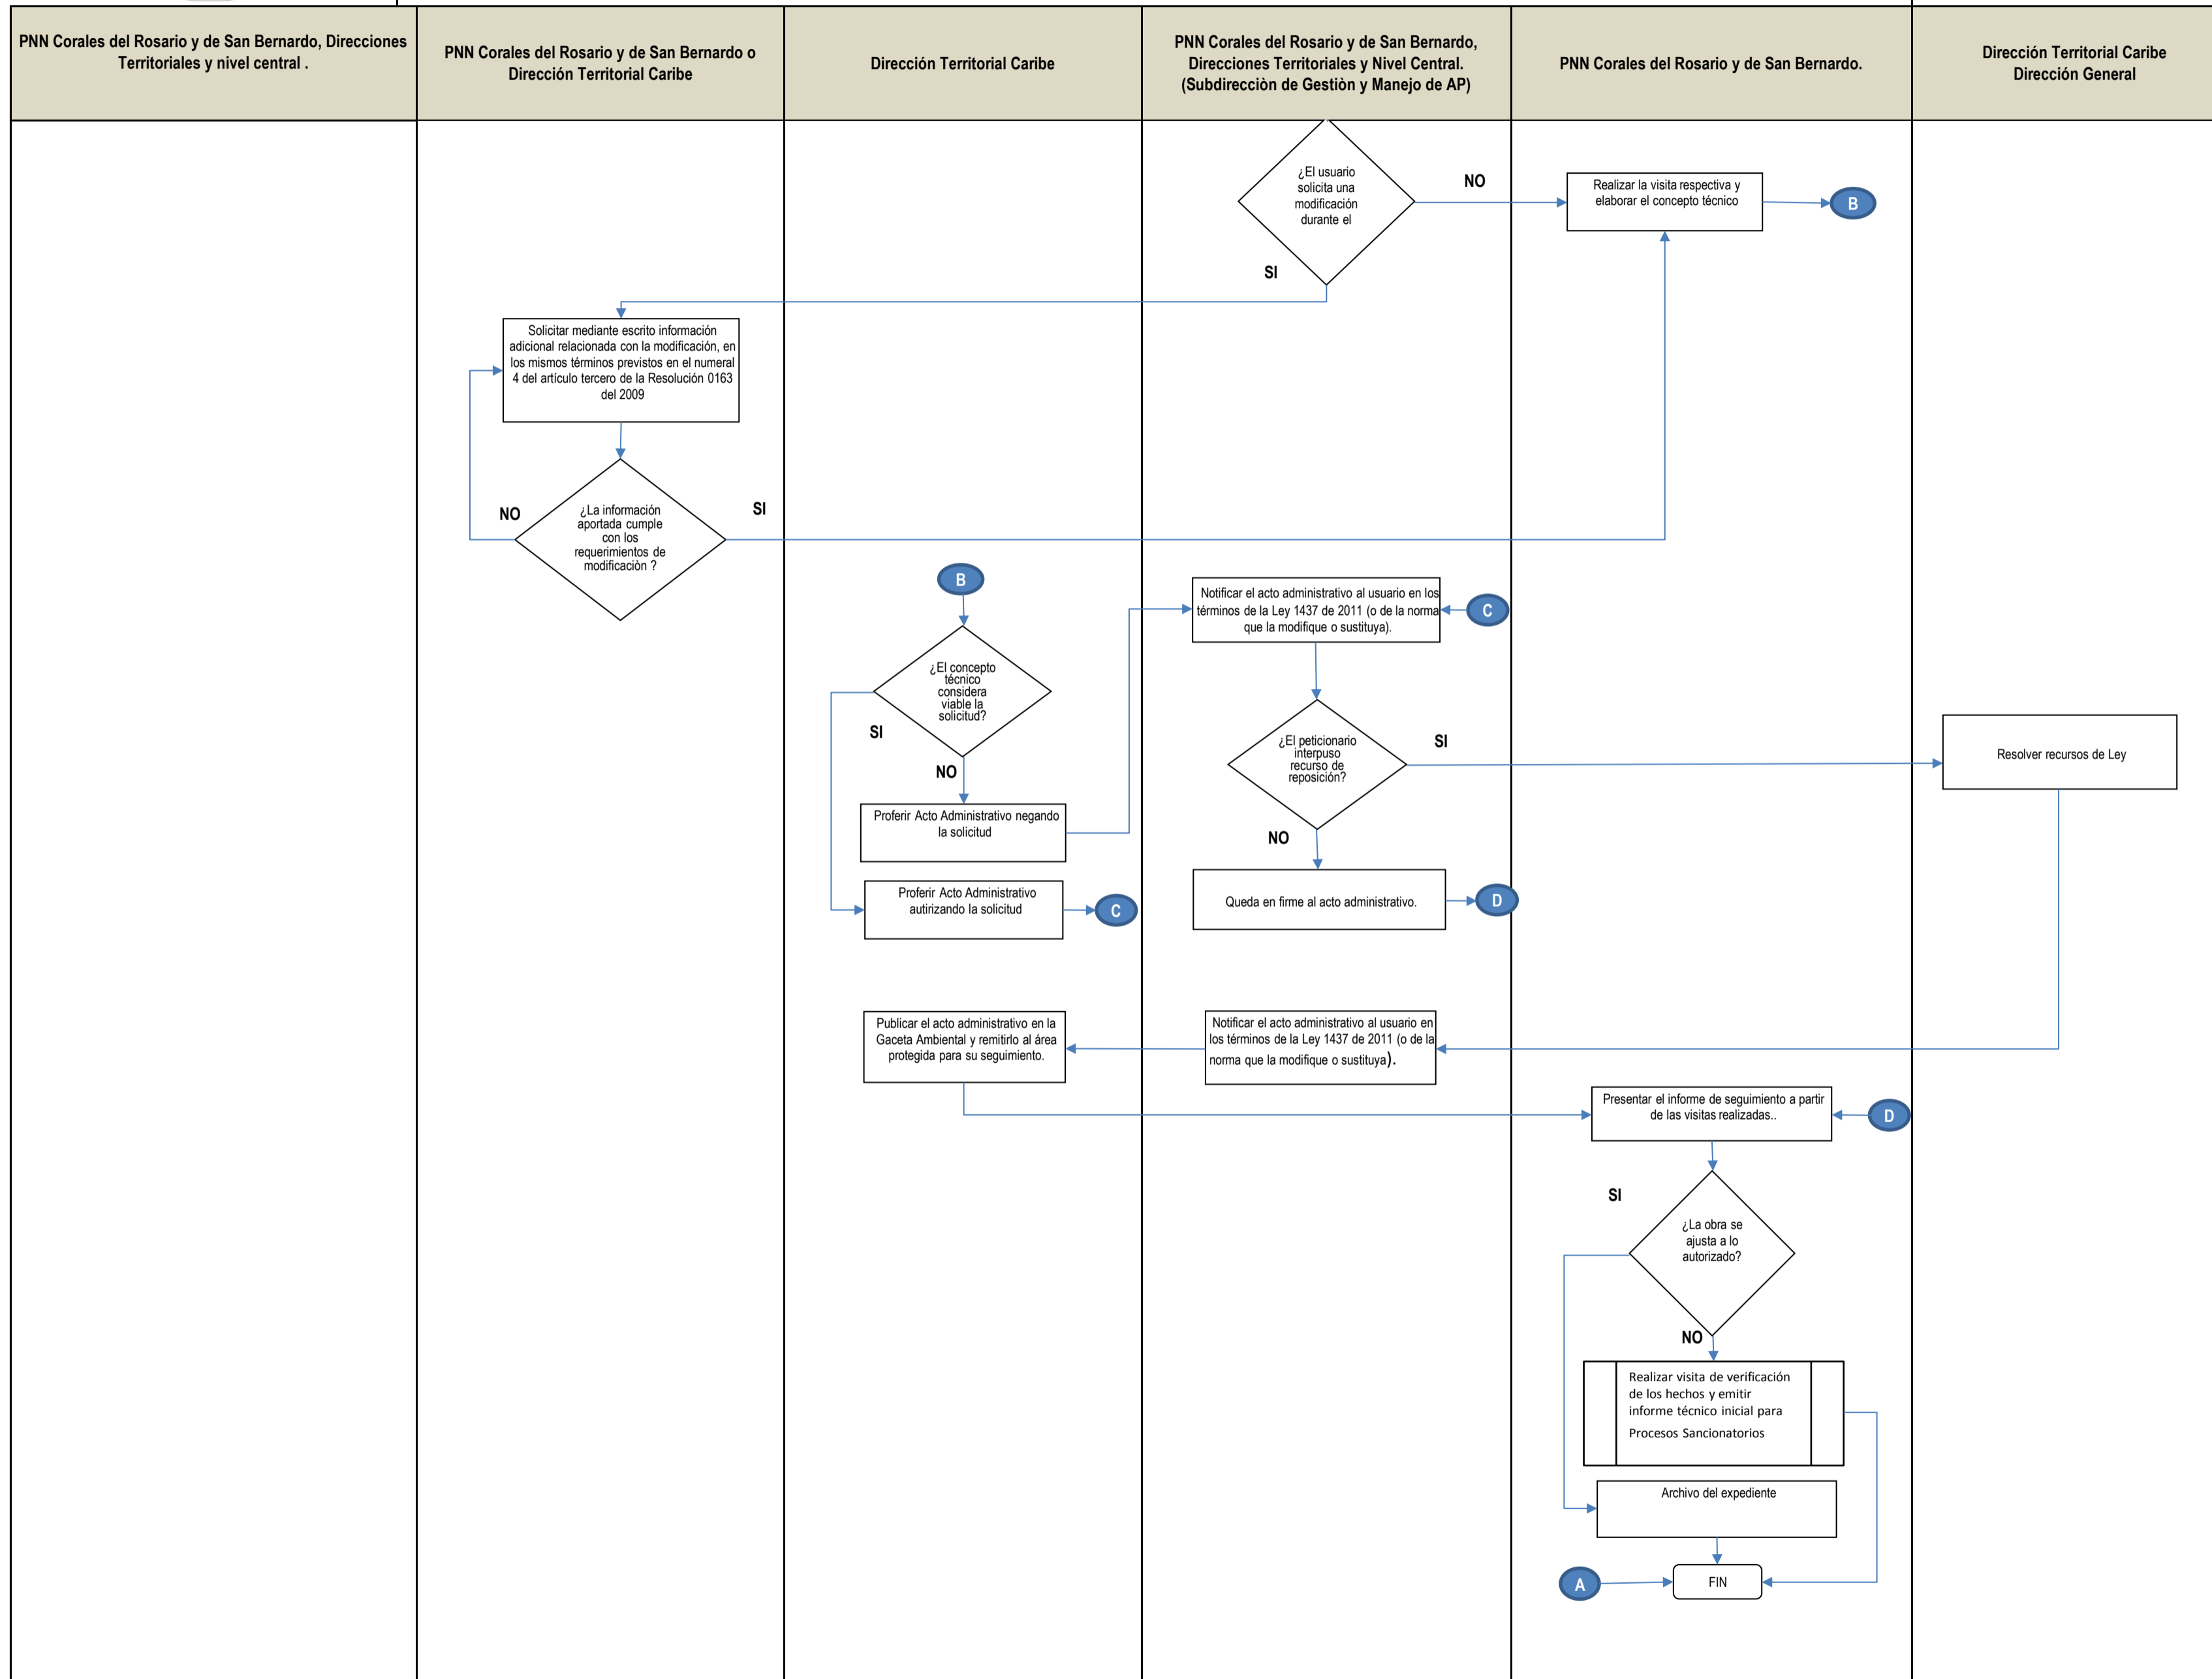 PNN Corales del Rosario y de San Bernardo, Direcciones
Territoriales y nivel central .
PNN Corales del Rosario y de San Bernardo o
Dirección Territorial Caribe
Dirección Territorial Caribe
PNN Corales del Rosario y de San Bernardo,
Direcciones Territoriales y Nivel Central.
(Subdirecciòn de Gestiòn y Manejo de AP)
PNN Corales del Rosario y de San Bernardo.
Dirección Territorial Caribe
Dirección General
¿El usuario
solicita una
modificación
durante el
NO
SI
Realizar la visita respectiva y
elaborar el concepto técnico
B
Solicitar mediante escrito información
adicional relacionada con la modificación, en
los mismos términos previstos en el numeral
4 del artículo tercero de la Resolución 0163
del 2009
¿La información
aportada cumple
con los
requerimientos de
modificaciòn ?
NO
SI
B
¿El concepto
técnico
considera
viable la
solicitud?
SI
NO
Proferir Acto Administrativo negando
la solicitud
Proferir Acto Administrativo
autirizando la solicitud
C
Notificar el acto administrativo al usuario en los
términos de la Ley 1437 de 2011 (o de la norma
que la modifique o sustituya).
C
¿El peticionario
interpuso
recurso de
reposición?
SI
NO
Queda en firme al acto administrativo.
D
Resolver recursos de Ley
Publicar el acto administrativo en la
Gaceta Ambiental y remitirlo al área
protegida para su seguimiento.
Notificar el acto administrativo al usuario en
los términos de la Ley 1437 de 2011 (o de la
norma que la modifique o sustituya).
Presentar el informe de seguimiento a partir
de las visitas realizadas..
D
SI
¿La obra se
ajusta a lo
autorizado?
NO
Realizar visita de verificación
de los hechos y emitir
informe técnico inicial para
Procesos Sancionatorios
Archivo del expediente
A
FIN